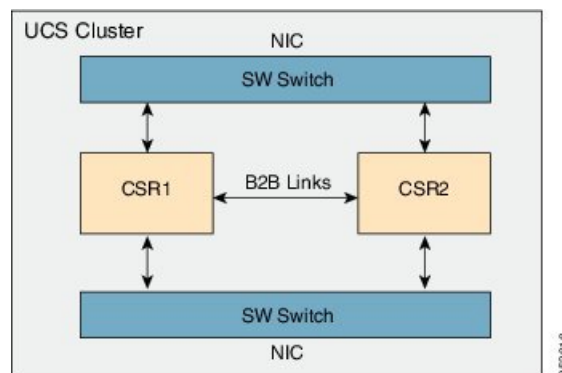 UCS Cluster
NIC
SW Switch
CSR1
B2B Links
CSR2
SW Switch
NIC